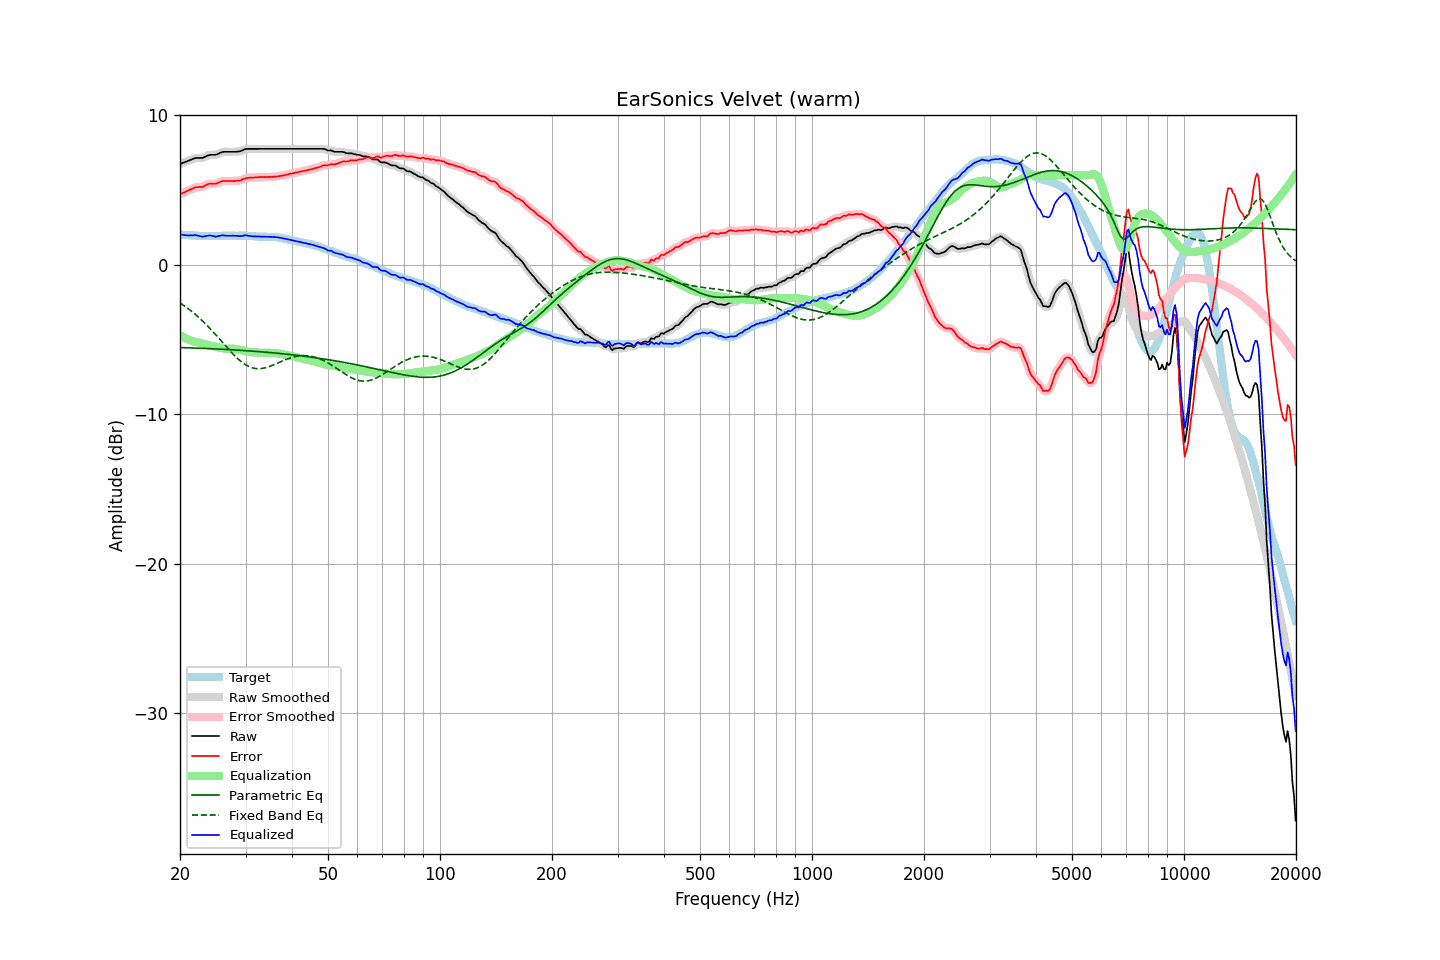 EarSonics Velvet (warm)
Amplitude (dBr)
10
0
−10
−20
−30
Target
Raw Smoothed
Error Smoothed
Raw
Error
Equalization
Parametric Eq
Fixed Band Eq
Equalized
20 50 100 200 500 1000 2000 5000 10000 20000
Frequency (Hz)